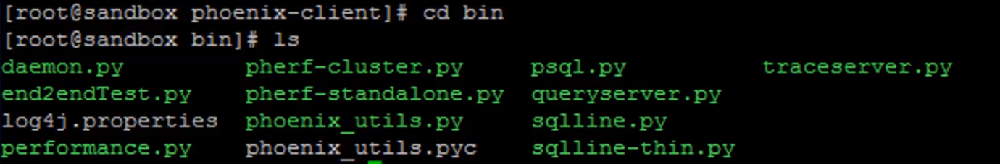 [root@sandbox phoenix-client]# cd bin
[root@sandbox bin]# ls
daemon.py pherf-cluster.py psql.py traceserver.py
end2endTest.py pherf-standalone.py queryserver.py
log4j.properties phoenix_utils.py sqlline.py
performance.py phoenix_utils.pyc sqlline-thin.py